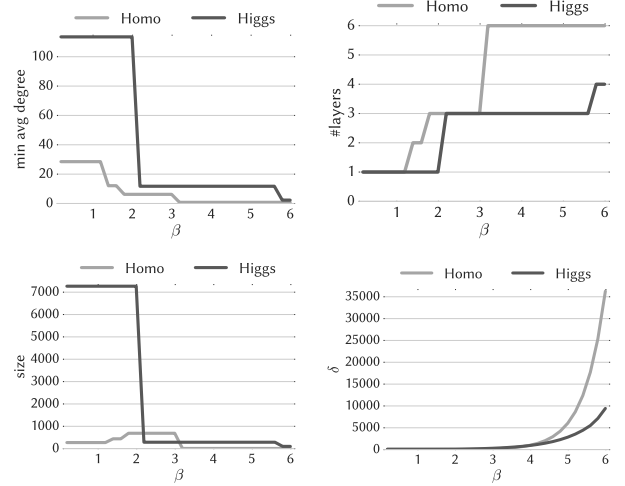 Homo Higgs
min avg degree
100
80
60
40
20
0
1 2 3 4 5 6
β
Homo Higgs
#layers
6
5
4
3
2
1
0
1 2 3 4 5 6
β
Homo Higgs
size
7000
6000
5000
4000
3000
2000
1000
0
1 2 3 4 5 6
β
Homo Higgs
δ
35000
30000
25000
20000
15000
10000
5000
0
1 2 3 4 5 6
β